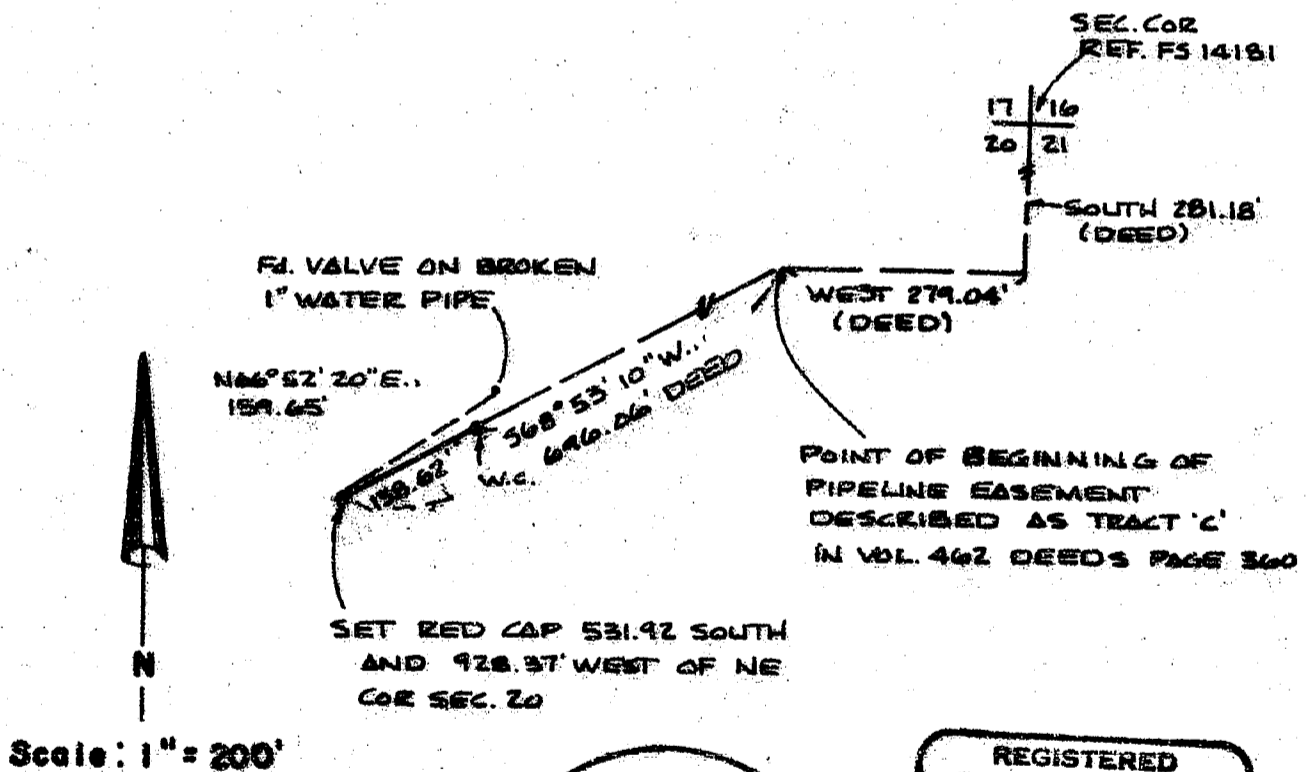 SEC. COR
REF. FS 14181
17 16
20 21
SOUTH 281.18'
(DEED)
Fd. VALVE ON BROKEN
1" WATER PIPE
WEST 279.04'
(DEED)
N66°52'20"E.,
159.65'
S68°53'10"W..
696.06' DEED
158.62'
W.C.
POINT OF BEGINNING OF
PIPELINE EASEMENT
DESCRIBED AS TRACT 'C'
IN VOL. 462 DEEDS PAGE 360
SET RED CAP 531.92 SOUTH
AND 928.37' WEST OF NE
COR SEC. 20
N
Scale: 1" = 200'
REGISTERED